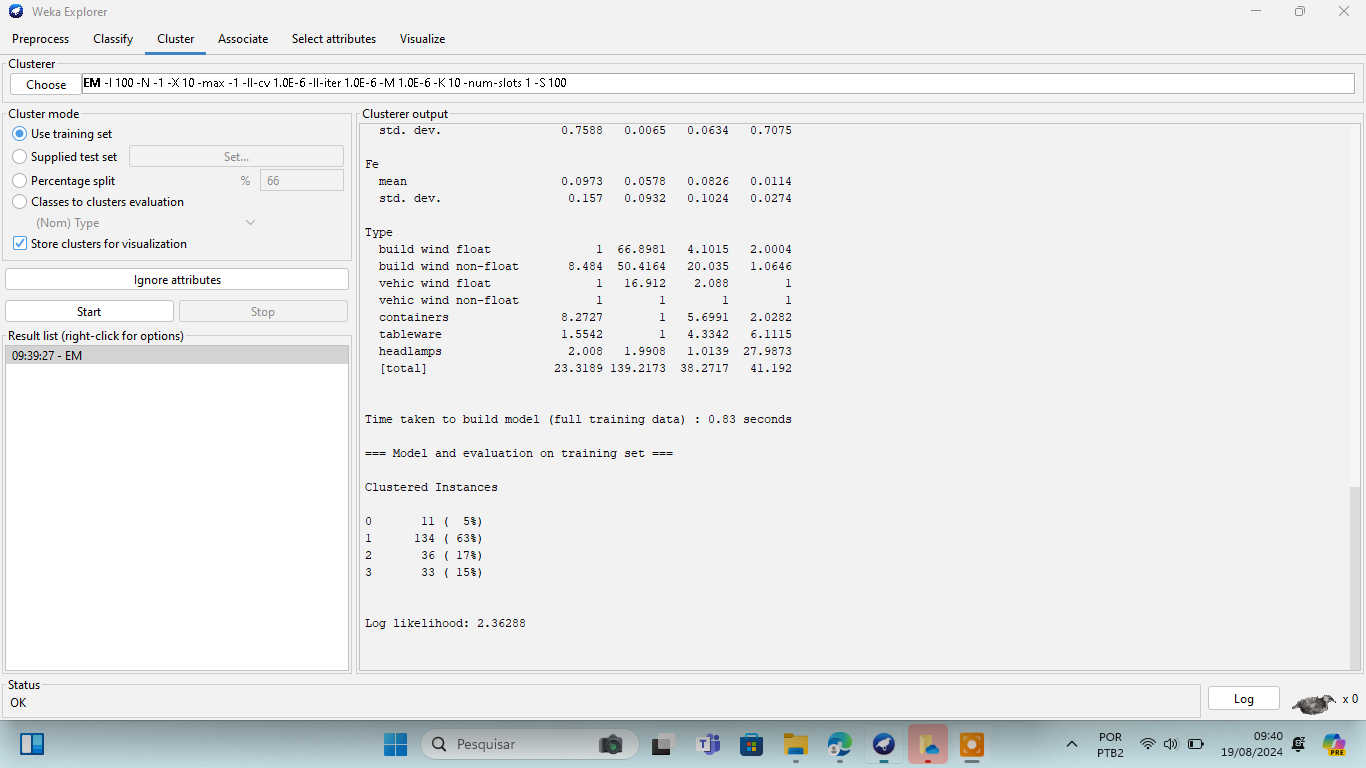 Weka Explorer
Preprocess Classify Cluster Associate Select attributes Visualize
Clusterer
Choose EM -I 100 -N -1 -X 10 -max -1 -ll-cv 1.0E-6 -ll-iter 1.0E-6 -M 1.0E-6 -K 10 -num-slots 1 -S 100
Cluster mode
Use training set
Supplied test set Set...
Percentage split % 66
Classes to clusters evaluation
(Nom) Type
Store clusters for visualization
Ignore attributes
Start Stop
Result list (right-click for options)
09:39:27 - EM
Clusterer output
std. dev. 0.7588 0.0065 0.0634 0.7075
Fe
mean 0.0973 0.0578 0.0826 0.0114
std. dev. 0.157 0.0932 0.1024 0.0274
Type
build wind float 1 66.8981 4.1015 2.0004
build wind non-float 8.484 50.4164 20.035 1.0646
vehic wind float 1 16.912 2.088 1
vehic wind non-float 1 1 1 1
containers 8.2727 1 5.6991 2.0282
tableware 1.5542 1 4.3342 6.1115
headlamps 2.008 1.9908 1.0139 27.9873
[total] 23.3189 139.2173 38.2717 41.192
Time taken to build model (full training data) : 0.83 seconds
=== Model and evaluation on training set ===
Clustered Instances
0 11 ( 5%)
1 134 ( 63%)
2 36 ( 17%)
3 33 ( 15%)
Log likelihood: 2.36288
Status
OK
Log x 0
Pesquisar
POR
PTB2
09:40
19/08/2024
PRE